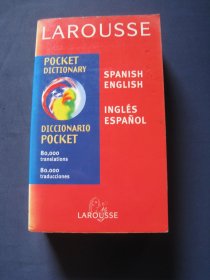 LAROUSSE
POCKET
DICTIONARY
SPANISH
ENGLISH
INGLÉS
ESPAÑOL
DICCIONARIO
POCKET
80,000
translations
80.000
traducciones
LAROUSSE